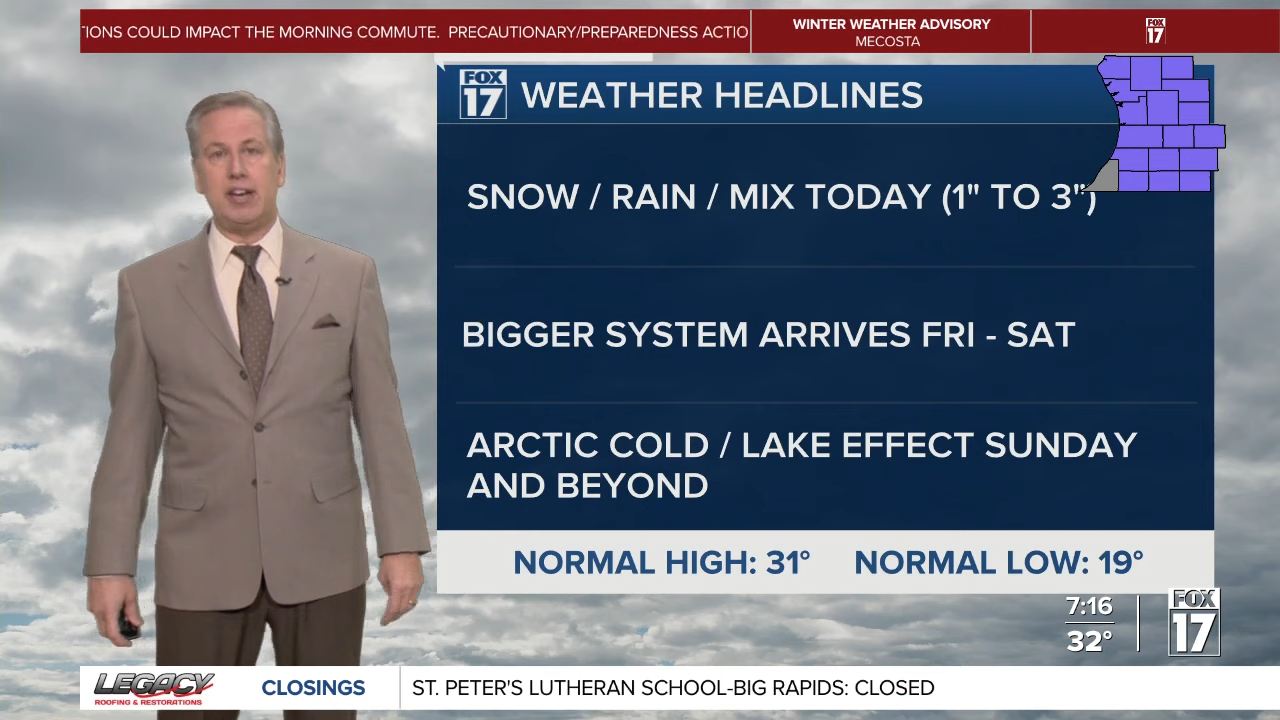 TIONS COULD IMPACT THE MORNING COMMUTE. PRECAUTIONARY/PREPAREDNESS ACTIO
WINTER WEATHER ADVISORY
MECOSTA
FOX
17
FOX
17
WEATHER HEADLINES
SNOW / RAIN / MIX TODAY (1" TO 3")
BIGGER SYSTEM ARRIVES FRI - SAT
ARCTIC COLD / LAKE EFFECT SUNDAY
AND BEYOND
NORMAL HIGH: 31° NORMAL LOW: 19°
7:16
32°
FOX
17
LEGACY
ROOFING & RESTORATIONS
CLOSINGS
ST. PETER'S LUTHERAN SCHOOL-BIG RAPIDS: CLOSED